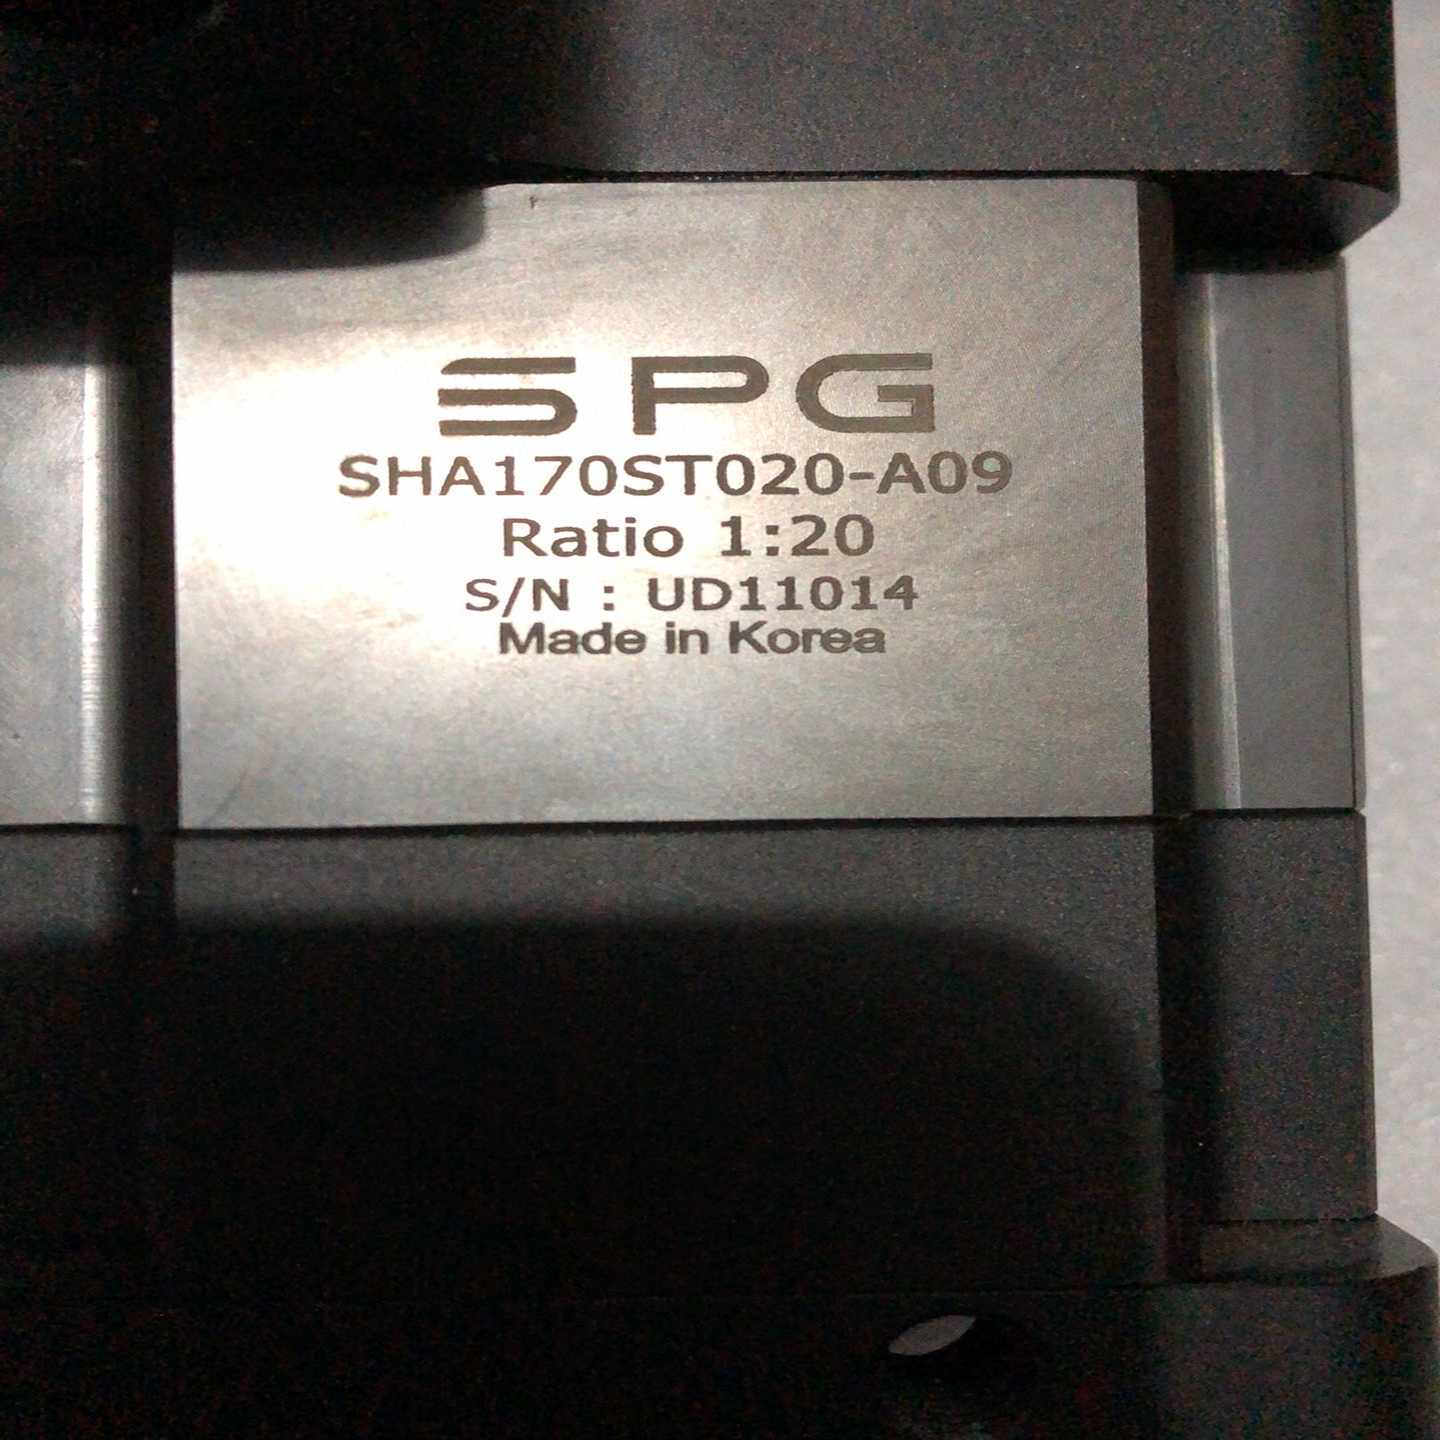 SPG
SHA170ST020-A09
Ratio 1:20
S/N : UD11014
Made in Korea